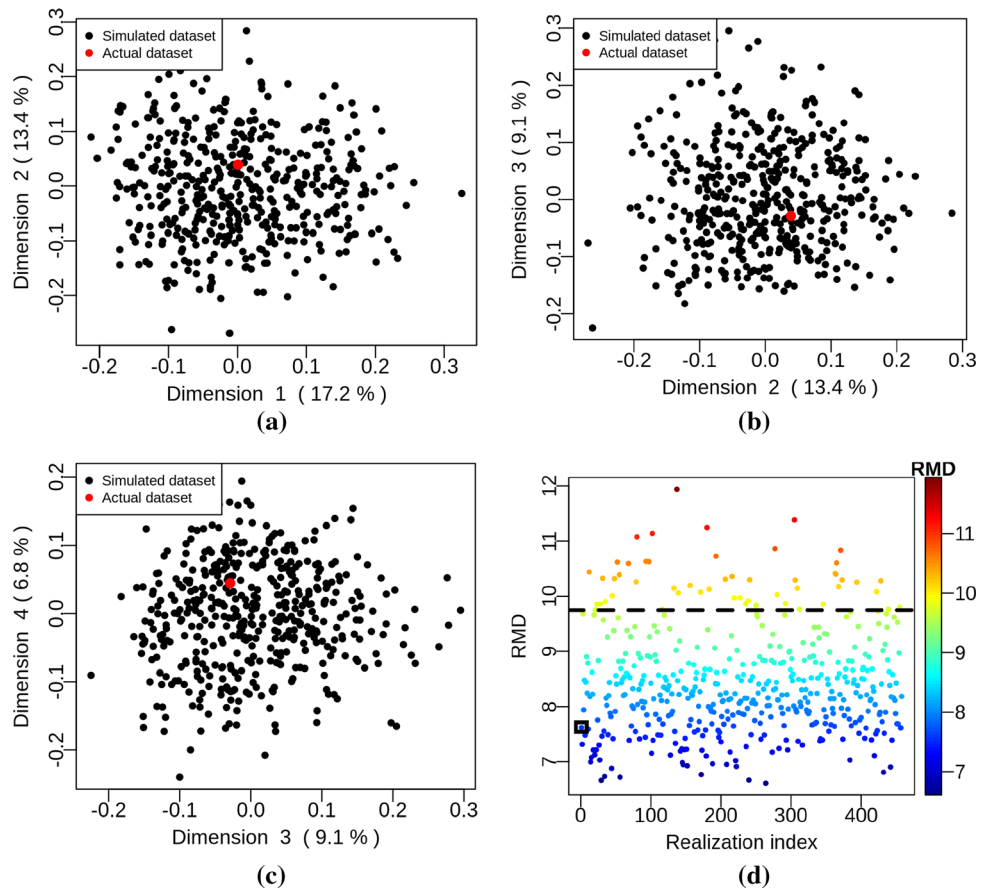 Simulated dataset
Actual dataset
0.3
0.2
0.1
0.0
-0.1
-0.2
Dimension 2 ( 13.4 % )
-0.2 -0.1 0.0 0.1 0.2 0.3
Dimension 1 ( 17.2 % )
(a)
Simulated dataset
Actual dataset
0.3
0.2
0.1
0.0
-0.1
-0.2
Dimension 3 ( 9.1 % )
-0.2 -0.1 0.0 0.1 0.2 0.3
Dimension 2 ( 13.4 % )
(b)
Simulated dataset
Actual dataset
0.2
0.1
0.0
-0.1
-0.2
Dimension 4 ( 6.8 % )
-0.2 -0.1 0.0 0.1 0.2 0.3
Dimension 3 ( 9.1 % )
(c)
RMD
12
11
10
9
8
7
RMD
0 100 200 300 400
Realization index
11
10
9
8
7
(d)